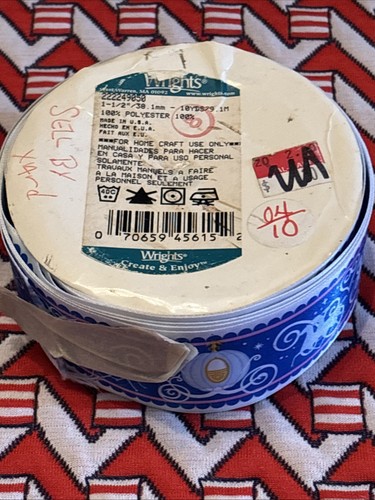 Wrights®
West Warren, MA 01092 www.wrights.com
1-1/2"/38.1mm - 10YDS/9.1M
100% POLYESTER 100%
MADE IN U.S.A.
HECHO EN E.U.A.
FAIT AUX E.U.
***FOR HOME CRAFT USE ONLY***
MANUALIDADES PARA HACER
EN CASA Y PARA USO PERSONAL
SOLAMENTE.
TRAVAUX MANUELS A FAIRE
A LA MAISON ET A USAGE
PERSONNEL SEULEMENT
40C
0 70659 45615 2
Wrights®
Create & Enjoy™
SELL BY
yard
04/10